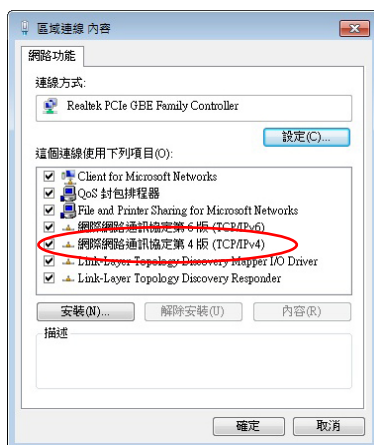 區域連線 內容
網路功能
連線方式:
Realtek PCIe GBE Family Controller
設定(C)...
這個連線使用下列項目(O):
Client for Microsoft Networks
QoS 封包排程器
File and Printer Sharing for Microsoft Networks
網際網路通訊協定第 6 版 (TCP/IPv6)
網際網路通訊協定第 4 版 (TCP/IPv4)
Link-Layer Topology Discovery Mapper I/O Driver
Link-Layer Topology Discovery Responder
安裝(N)... 解除安裝(U) 內容(R)
描述
確定 取消